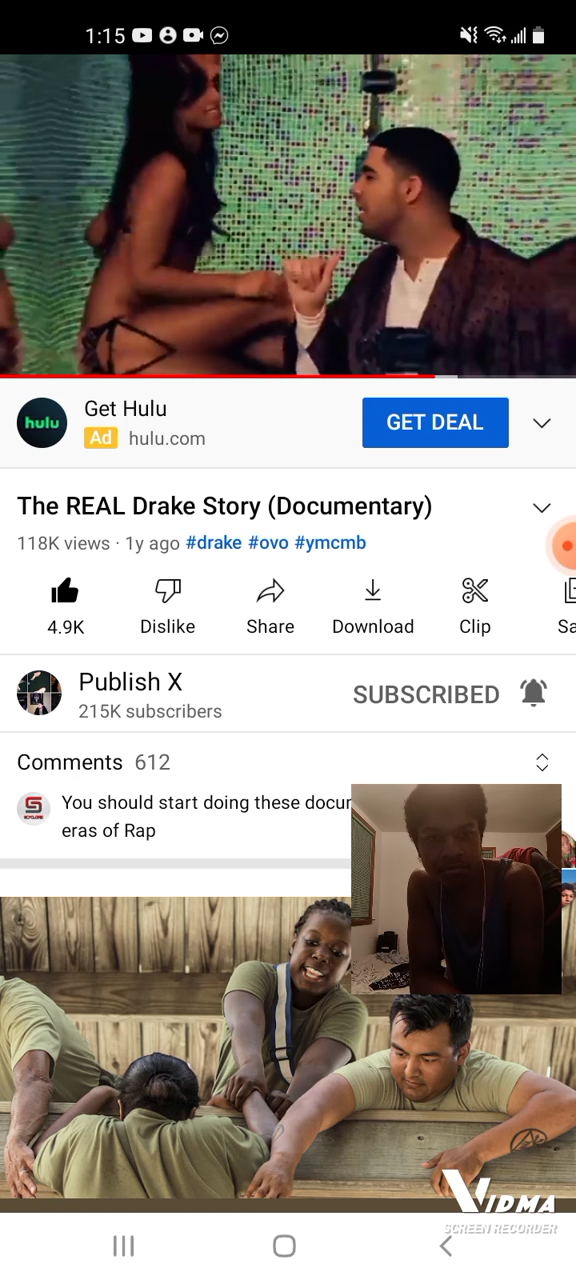 1:15
hulu
Get Hulu
Ad hulu.com
GET DEAL
The REAL Drake Story (Documentary)
118K views · 1y ago #drake #ovo #ymcmb
4.9K
Dislike
Share
Download
Clip
Sa
Publish X
215K subscribers
SUBSCRIBED
Comments 612
You should start doing these docur
eras of Rap
VIDMA
SCREEN RECORDER